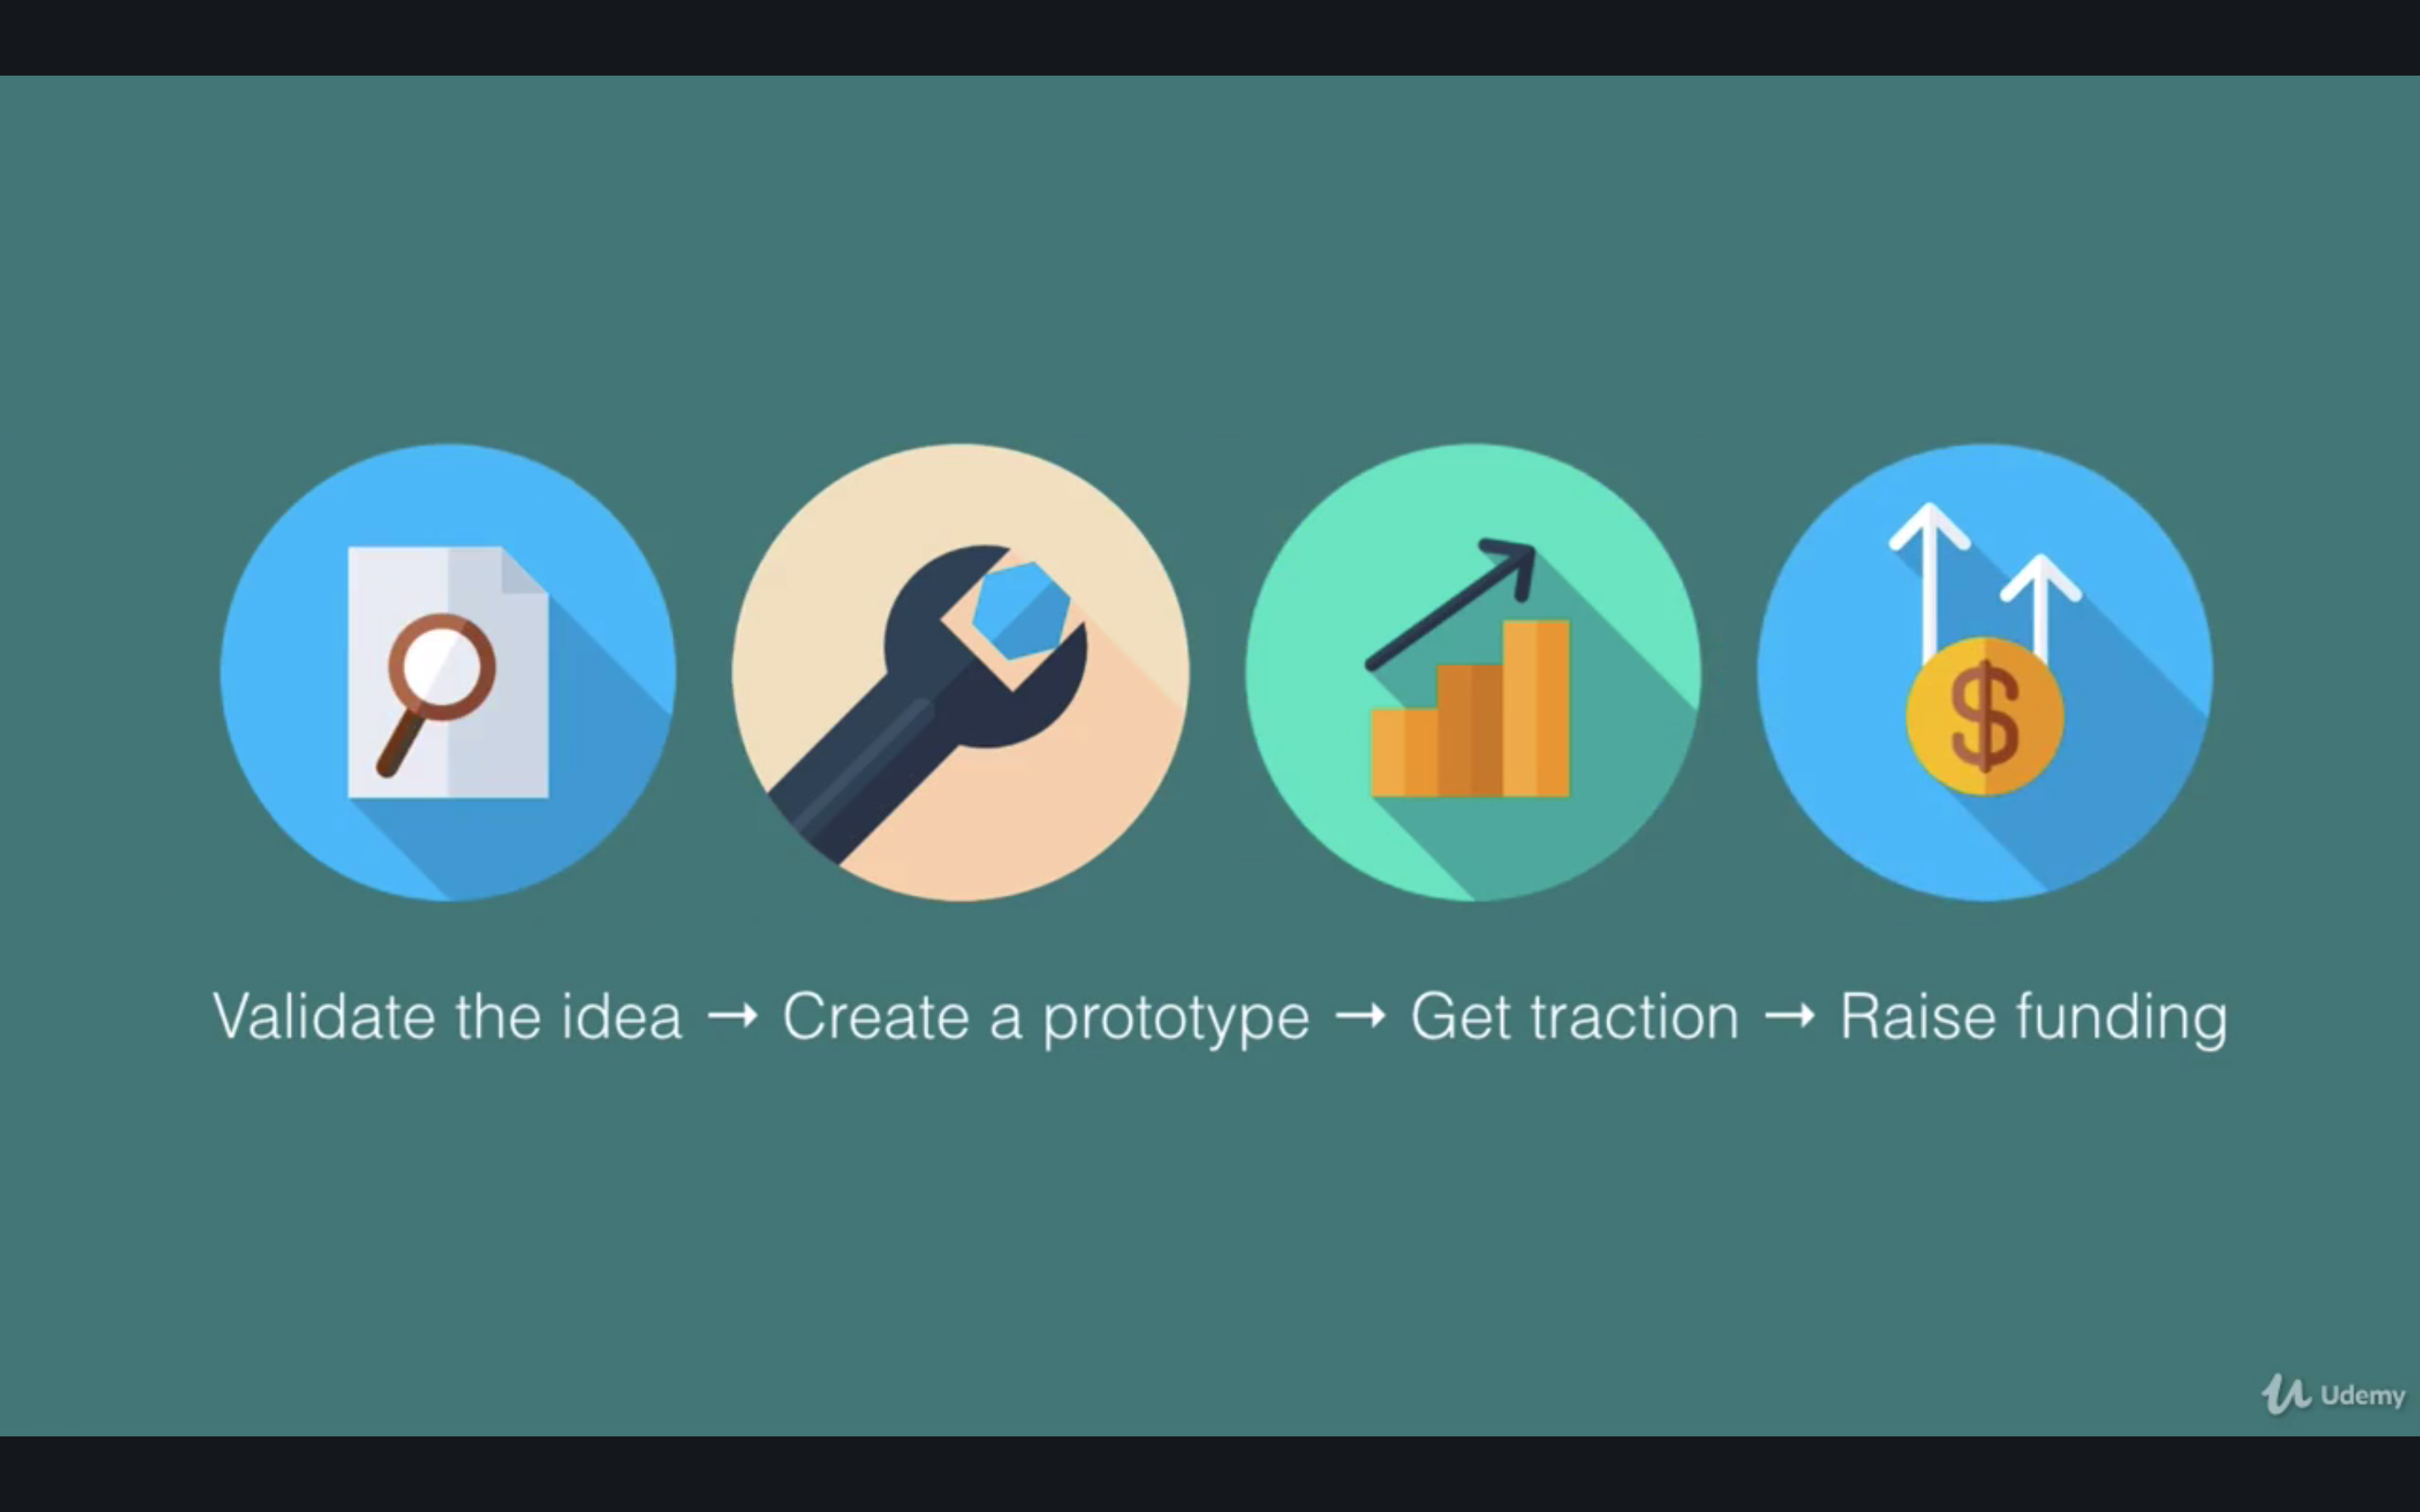 Validate the idea → Create a prototype → Get traction → Raise funding
Udemy